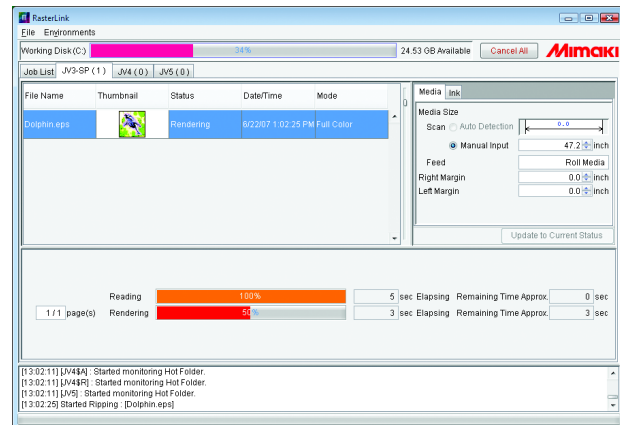 RasterLink
File Environments
Working Disk(C:) 34% 24.53 GB Available Cancel All Mimaki
Job List JV3-SP ( 1 ) JV4 ( 0 ) JV5 ( 0 )
File Name Thumbnail Status Date/Time Mode
Dolphin.eps Rendering 6/22/07 1:02:25 PM Full Color
Media Ink
Media Size
Scan Auto Detection 0.0
Manual Input 47.2 inch
Feed Roll Media
Right Margin 0.0 inch
Left Margin 0.0 inch
Update to Current Status
Reading 100% 5 sec Elapsing Remaining Time Approx. 0 sec
1 / 1 page(s) Rendering 50% 3 sec Elapsing Remaining Time Approx. 3 sec
[13:02:11] [JV4$A] : Started monitoring Hot Folder.
[13:02:11] [JV4$R] : Started monitoring Hot Folder.
[13:02:11] [JV5] : Started monitoring Hot Folder.
[13:02:25] Started Ripping : [Dolphin.eps]